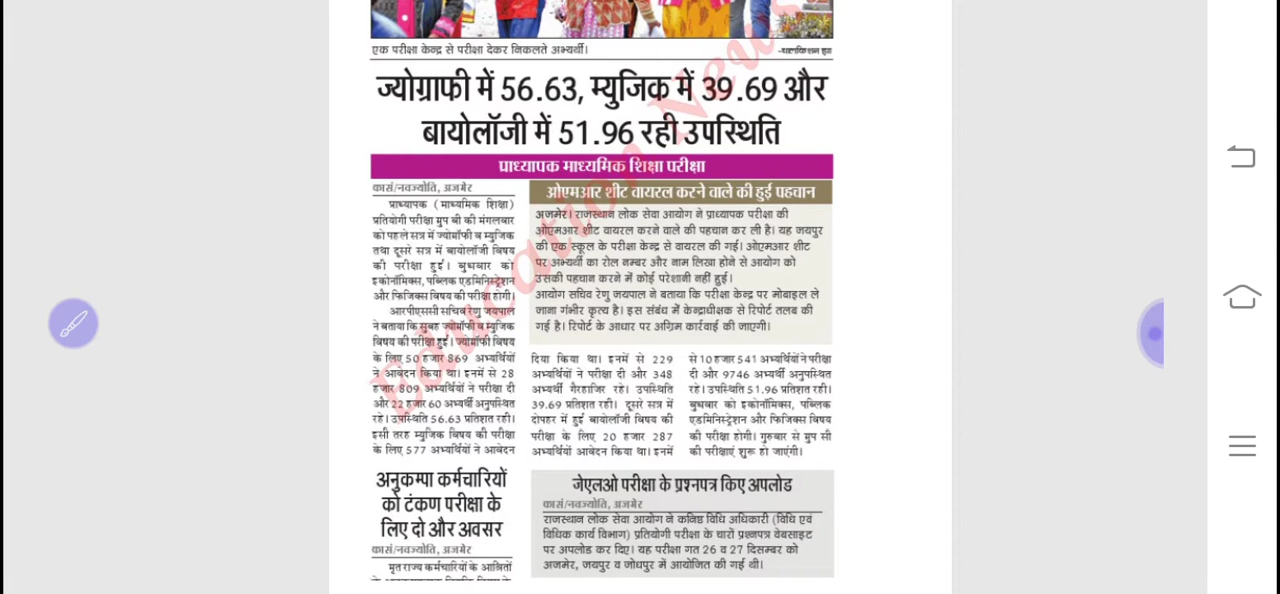 एक परीक्षा केन्द्र से परीक्षा देकर निकलते अभ्यर्थी।
ज्योग्राफी में 56.63, म्युजिक में 39.69 और
बायोलॉजी में 51.96 रही उपस्थिति
प्राध्यापक माध्यमिक शिक्षा परीक्षा
कासं/नवज्योति, अजमेर
प्राध्यापक (माध्यमिक शिक्षा)
प्रतियोगी परीक्षा ग्रुप बी की मंगलवार
को पहले सत्र में ज्योग्रॉफी व म्युजिक
तथा दूसरे सत्र में बायोलॉजी विषय
की परीक्षा हुई। बुधवार को
इकोनॉमिक्स, पब्लिक एडमिनिस्ट्रेशन
और फिजिक्स विषय की परीक्षा होगी।
आरपीएससी सचिव रेणु जयपाल
ने बताया कि सुबह ज्योग्रॉफी व म्युजिक
विषय की परीक्षा हुई। ज्योग्रॉफी विषय
के लिए 50 हजार 869 अभ्यर्थियों
ने आवेदन किया था। इनमें से 28
हजार 809 अभ्यर्थियों ने परीक्षा दी
और 22 हजार 60 अभ्यर्थी अनुपस्थित
रहे। उपस्थिति 56.63 प्रतिशत रही।
इसी तरह म्युजिक विषय की परीक्षा
के लिए 577 अभ्यर्थियों ने आवेदन
ओएमआर शीट वायरल करने वाले की हुई पहचान
अजमेर। राजस्थान लोक सेवा आयोग ने प्राध्यापक परीक्षा की
ओएमआर शीट वायरल करने वाले की पहचान कर ली है। यह जयपुर
की एक स्कूल के परीक्षा केन्द्र से वायरल की गई। ओएमआर शीट
पर अभ्यर्थी का रोल नम्बर और नाम लिखा होने से आयोग को
उसकी पहचान करने में कोई परेशानी नहीं हुई।
आयोग सचिव रेणु जयपाल ने बताया कि परीक्षा केन्द्र पर मोबाइल ले
जाना गंभीर कृत्य है। इस संबंध में केन्द्राधीक्षक से रिपोर्ट तलब की
गई है। रिपोर्ट के आधार पर अग्रिम कार्रवाई की जाएगी।
दिया किया था। इनमें से 229
अभ्यर्थियों ने परीक्षा दी और 348
अभ्यर्थी गैरहाजिर रहे। उपस्थिति
39.69 प्रतिशत रही। दूसरे सत्र में
दोपहर में हुई बायोलॉजी विषय की
परीक्षा के लिए 20 हजार 287
अभ्यर्थियों आबेदन किया था। इनमें
से 10 हजार 541 अभ्यर्थियों ने परीक्षा
दी और 9746 अभ्यर्थी अनुपस्थित
रहे। उपस्थिति 51.96 प्रतिशत रही।
बुधवार को इकोनॉमिक्स, पब्लिक
एडमिनिस्ट्रेशन और फिजिक्स विषय
की परीक्षा होगी। गुरुबार से ग्रुप सी
की परीक्षाएं शुरू हो जाएंगी।
अनुकम्पा कर्मचारियों
को टंकण परीक्षा के
लिए दो और अवसर
कासं/नवज्योति, अजमेर
मृत राज्य कर्मचारियों के आश्रितों
जेएलओ परीक्षा के प्रश्नपत्र किए अपलोड
कासं/नवज्योति, अजमेर
राजस्थान लोक सेवा आयोग ने कनिष्ठ विधि अधिकारी (विधि एवं
विधिक कार्य विभाग) प्रतियोगी परीक्षा के चारों प्रश्नपत्र वेबसाइट
पर अपलोड कर दिए। यह परीक्षा गत 26 व 27 दिसम्बर को
अजमेर, जयपुर व जोधपुर में आयोजित की गई थी।
Education News